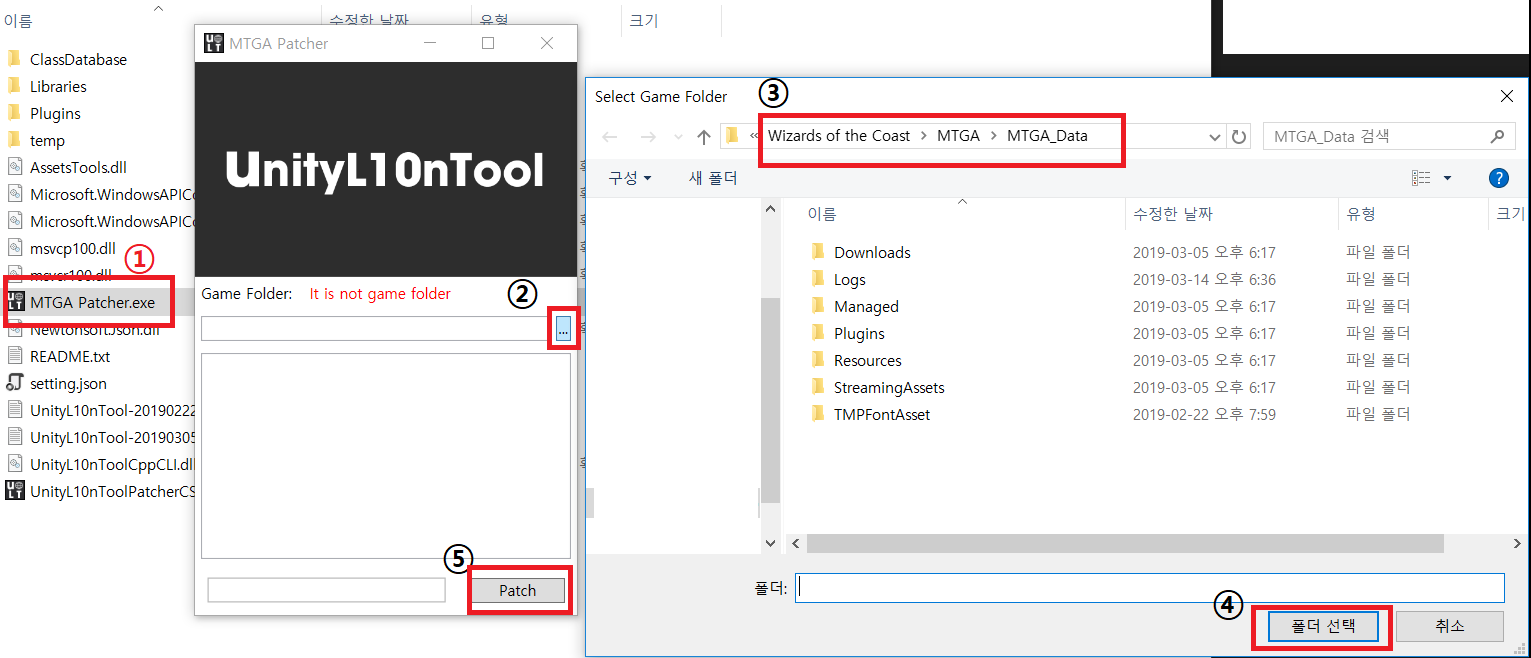 이름
수정한 날짜
유형
크기
ClassDatabase
Libraries
Plugins
temp
AssetsTools.dll
Microsoft.WindowsAPICo
Microsoft.WindowsAPICo
msvcp100.dll
①
msvcr100.dll
MTGA Patcher.exe
Newtonsoft.Json.dll
README.txt
setting.json
UnityL10nTool-20190222
UnityL10nTool-20190305
UnityL10nToolCppCLI.dll
UnityL10nToolPatcherCS
MTGA Patcher
UnityL10nTool
Game Folder: It is not game folder
②
...
⑤
Patch
Select Game Folder
③
« Wizards of the Coast > MTGA > MTGA_Data
MTGA_Data 검색
구성
새 폴더
?
이름 수정한 날짜 유형 크기
Downloads 2019-03-05 오후 6:17 파일 폴더
Logs 2019-03-14 오후 6:36 파일 폴더
Managed 2019-03-05 오후 6:17 파일 폴더
Plugins 2019-03-05 오후 6:17 파일 폴더
Resources 2019-03-05 오후 6:17 파일 폴더
StreamingAssets 2019-03-05 오후 6:17 파일 폴더
TMPFontAsset 2019-02-22 오후 7:59 파일 폴더
폴더:
④
폴더 선택
취소